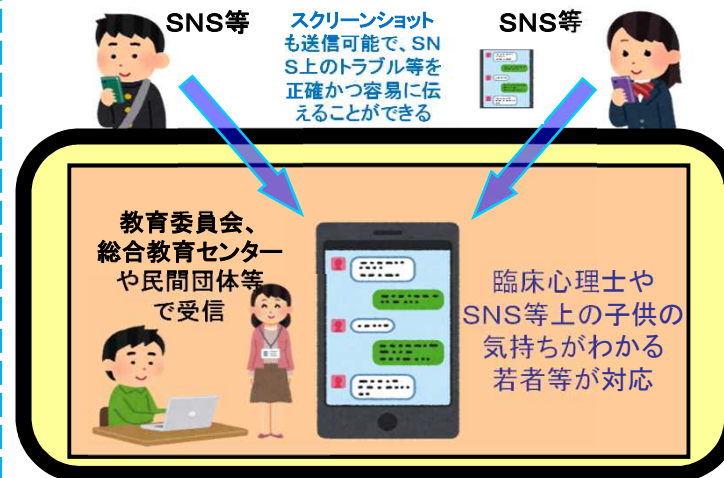 SNS等
スクリーンショット
も送信可能で、SN
S上のトラブル等を
正確かつ容易に伝
えることができる
SNS等
教育委員会、
総合教育センター
や民間団体等
で受信
臨床心理士や
SNS等上の子供の
気持ちがわかる
若者等が対応